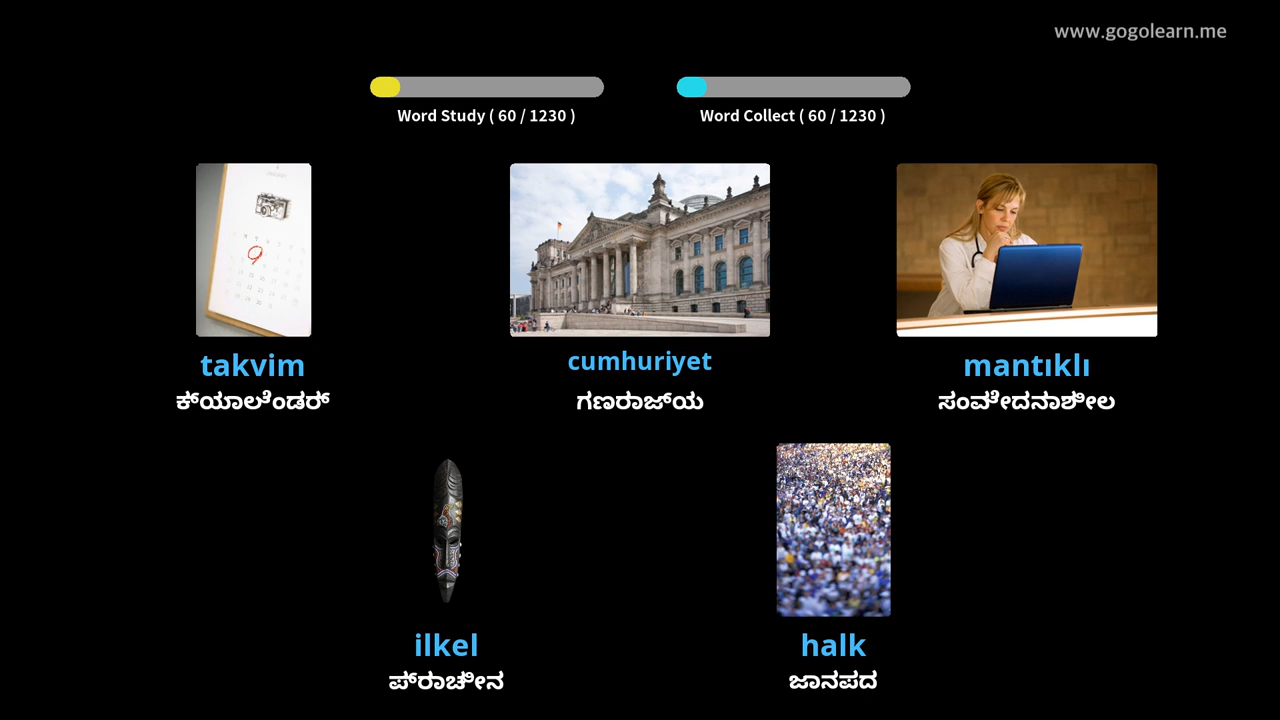 www.gogolearn.me
Word Study ( 60 / 1230 )
Word Collect ( 60 / 1230 )
takvim
ಕ್ಯಾಲೆಂಡರ್
cumhuriyet
ಗಣರಾಜ್ಯ
mantıklı
ಸಂವೇದನಾಶೀಲ
ilkel
ಪ್ರಾಚೀನ
halk
ಜಾನಪದ